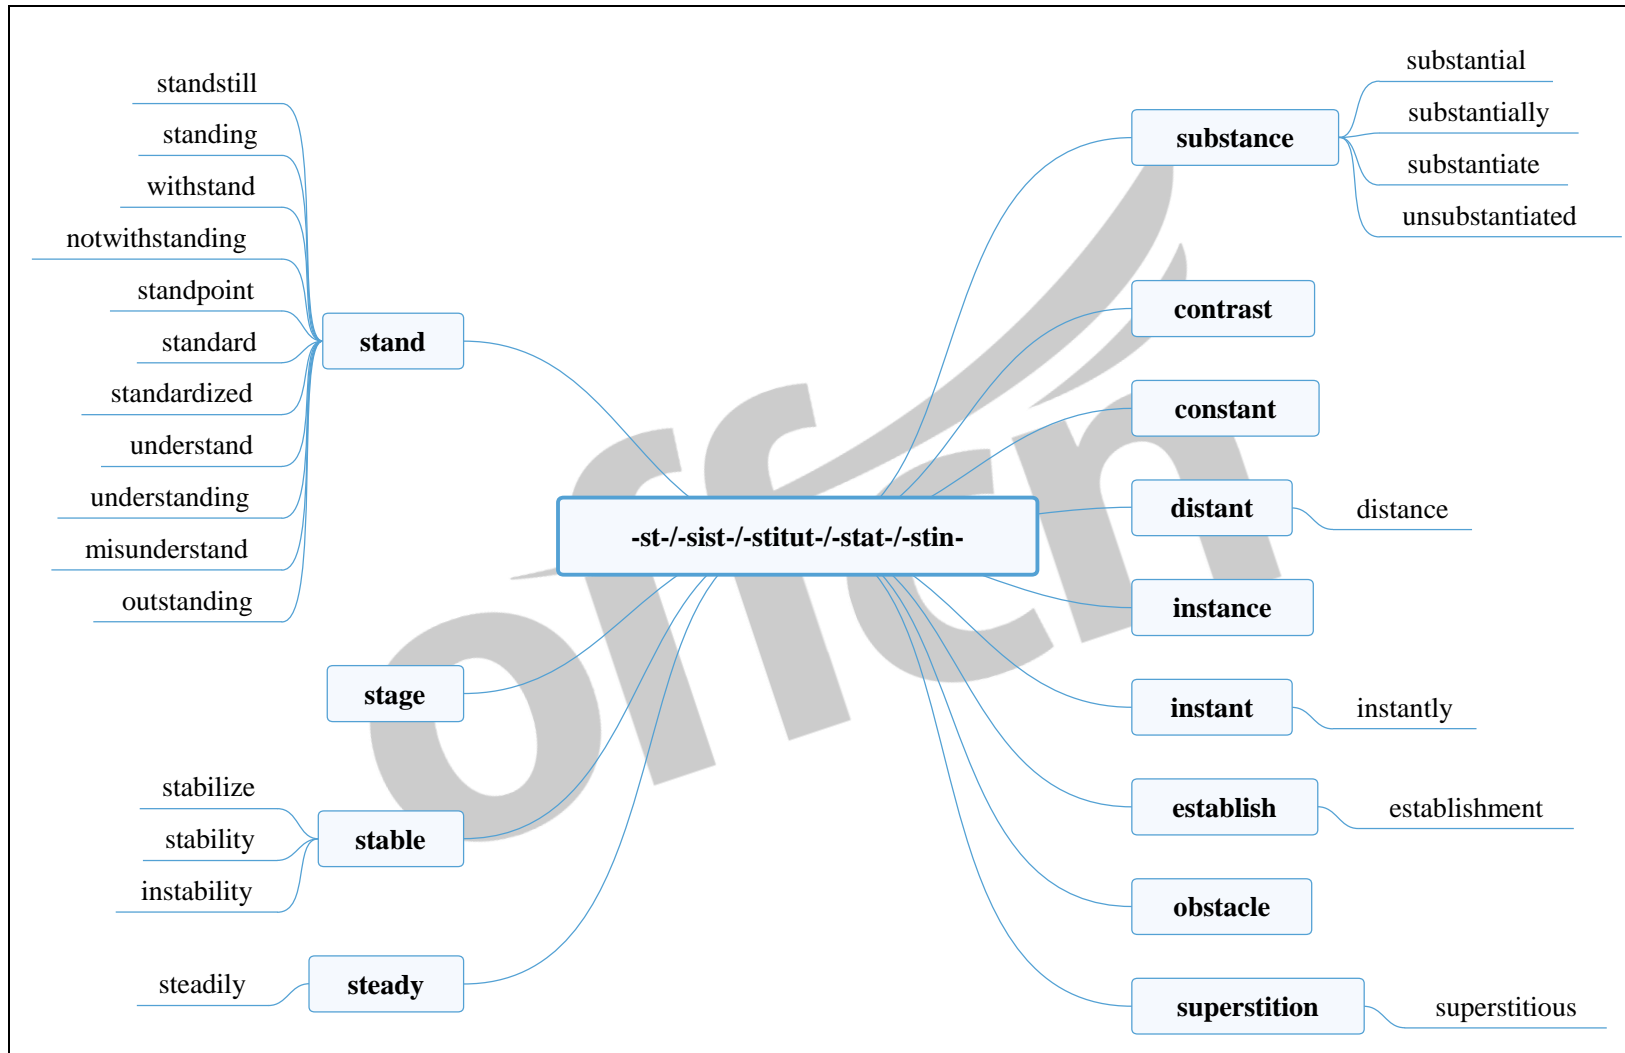 standstill
standing
withstand
notwithstanding
standpoint
standard
standardized
understand
understanding
misunderstand
outstanding
stand
stage
stabilize
stability
instability
stable
steadily
steady
-st-/-sist-/-stitut-/-stat-/-stin-
substance
substantial
substantially
substantiate
unsubstantiated
contrast
constant
distant
distance
instance
instant
instantly
establish
establishment
obstacle
superstition
superstitious
offcn